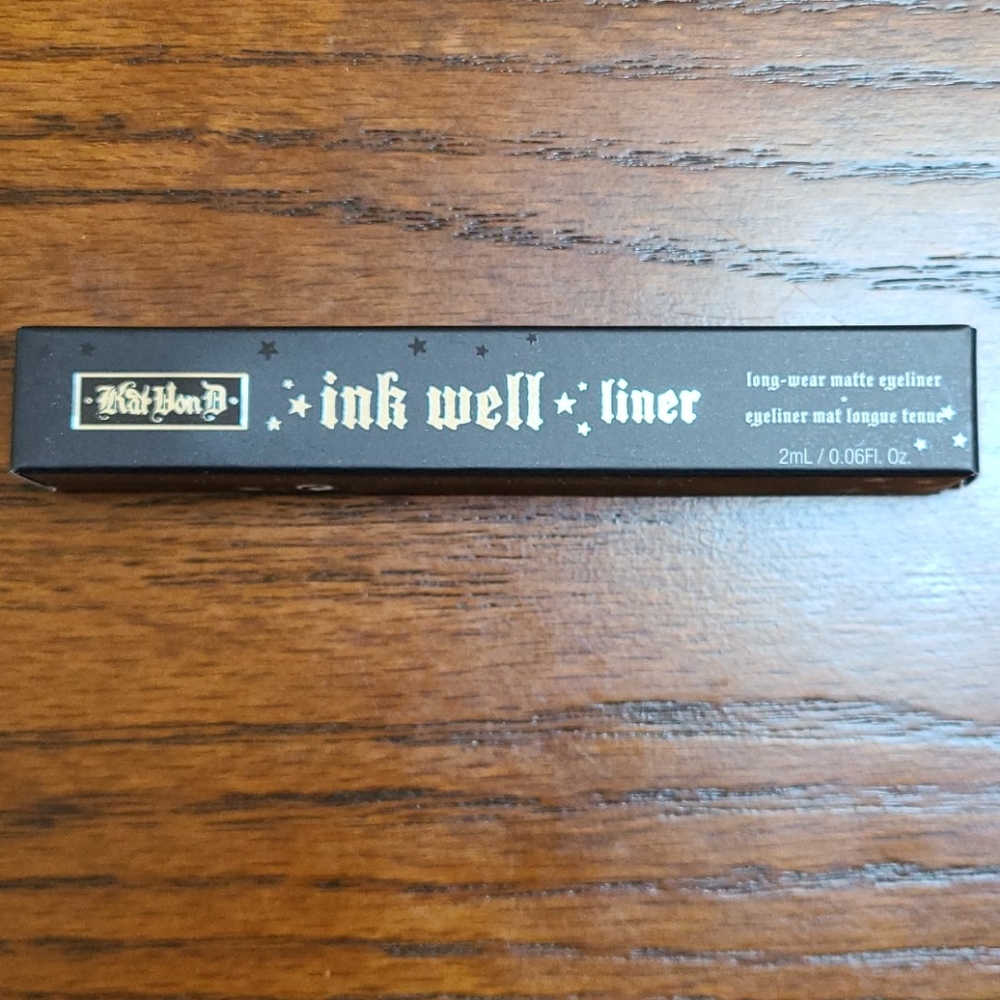 Kat Von D
ink well liner
long-wear matte eyeliner
eyeliner mat longue tenue
2mL / 0.06Fl. Oz.